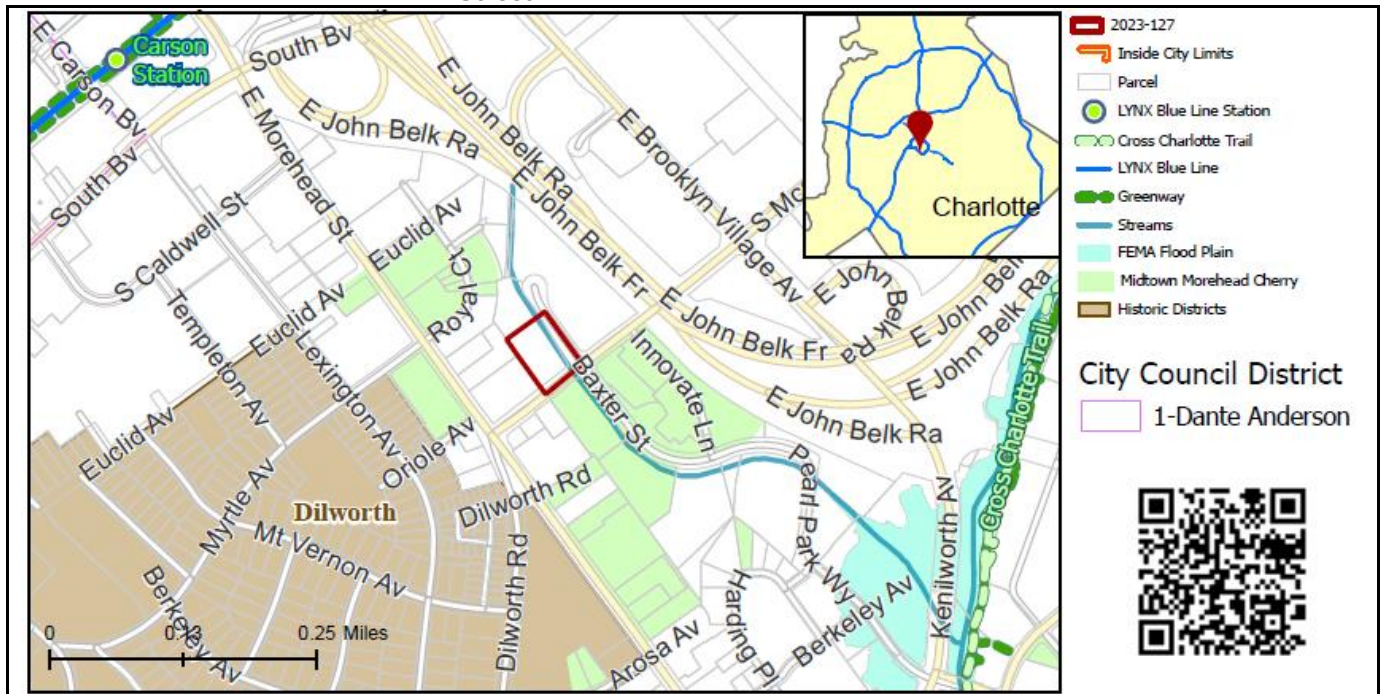 E Carson Bv
Carson
Station
South Bv
E John Belk Ra
E John Belk Ra
E Morehead St
South Bv
S Caldwell St
Euclid Av
E John Belk Fr
E Brooklyn Village Av
Charlotte
Templeton Av
Euclid Av
Lexington Av
Royal Ct
E John Belk Fr
E John Belk Ra
E John Belk Ra
Baxter St
Innovate Ln
E John Belk Ra
Euclid Av
Myrtle Av
Oriole Av
Dilworth
Dilworth Rd
Mt Vernon Av
Berkeley Av
Dilworth Rd
Pearl Park Wy
Kenilworth Av
Cross Charlotte Trail
Harding Pl
Berkeley Av
Arosa Av
0
0.13
0.25 Miles
2023-127
Inside City Limits
Parcel
LYNX Blue Line Station
Cross Charlotte Trail
LYNX Blue Line
Greenway
Streams
FEMA Flood Plain
Midtown Morehead Cherry
Historic Districts
City Council District
1-Dante Anderson